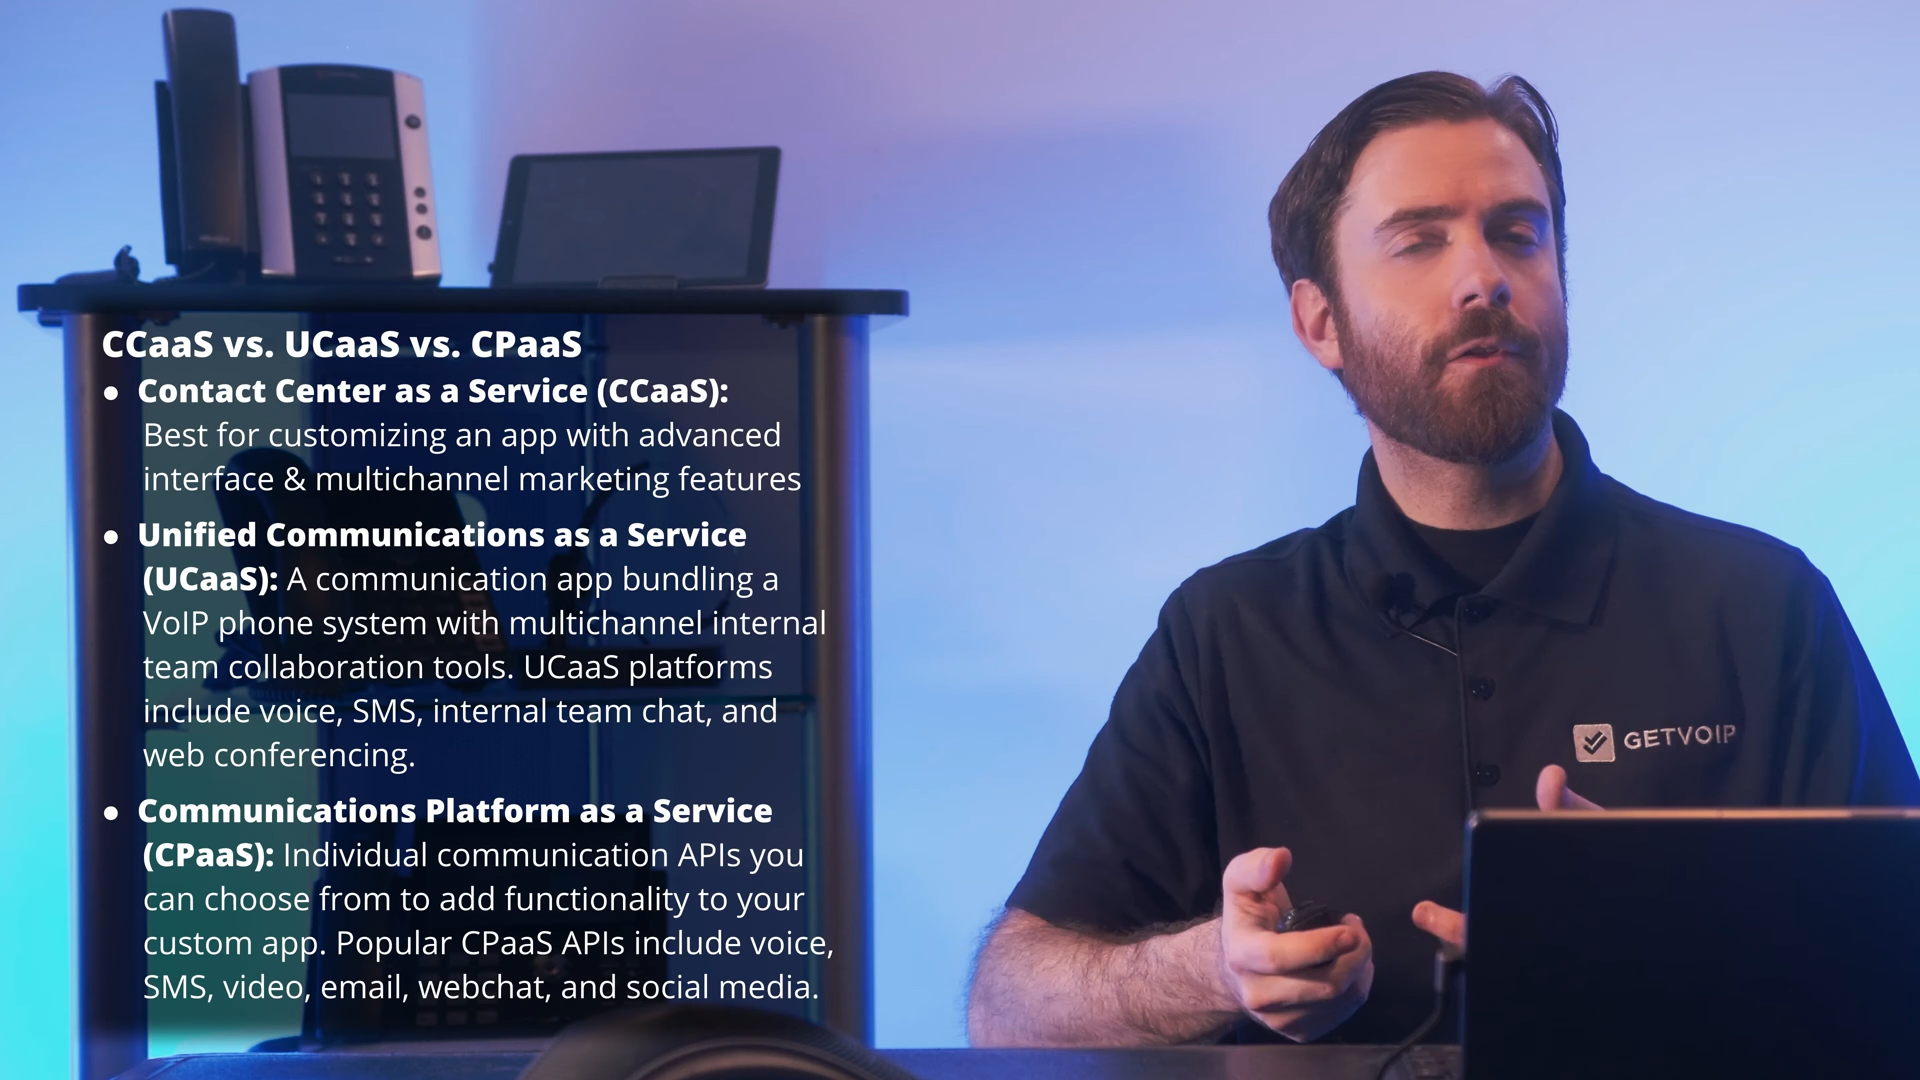 CCaaS vs. UCaaS vs. CPaaS
● Contact Center as a Service (CCaaS):
Best for customizing an app with advanced
interface & multichannel marketing features
● Unified Communications as a Service
(UCaaS): A communication app bundling a
VoIP phone system with multichannel internal
team collaboration tools. UCaaS platforms
include voice, SMS, internal team chat, and
web conferencing.
● Communications Platform as a Service
(CPaaS): Individual communication APIs you
can choose from to add functionality to your
custom app. Popular CPaaS APIs include voice,
SMS, video, email, webchat, and social media.
GETVOIP